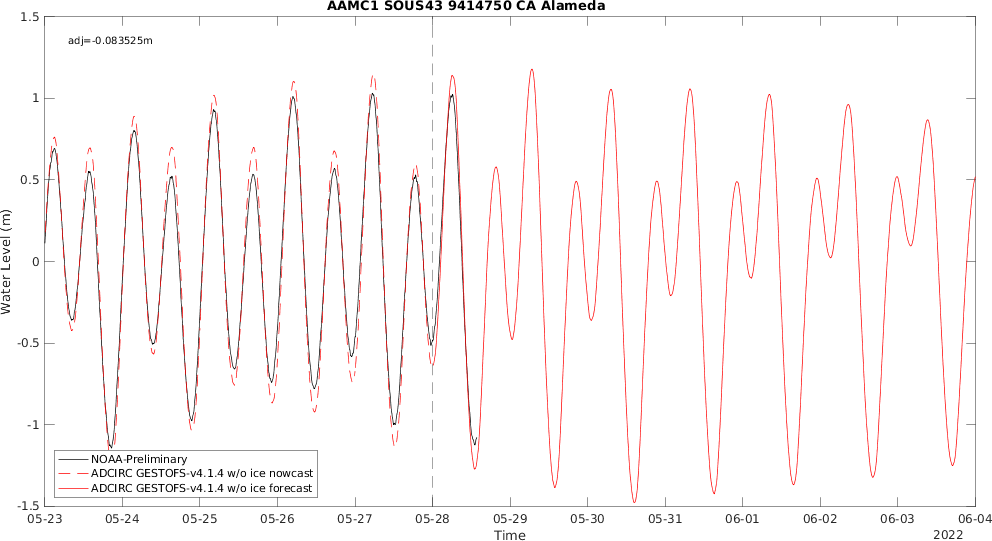 AAMC1 SOUS43 9414750 CA Alameda
adj=-0.083525m
1.5
1
0.5
0
-0.5
-1
-1.5
Water Level (m)
NOAA-Preliminary
ADCIRC GESTOFS-v4.1.4 w/o ice nowcast
ADCIRC GESTOFS-v4.1.4 w/o ice forecast
05-23 05-24 05-25 05-26 05-27 05-28 05-29 05-30 05-31 06-01 06-02 06-03 06-04
Time
2022